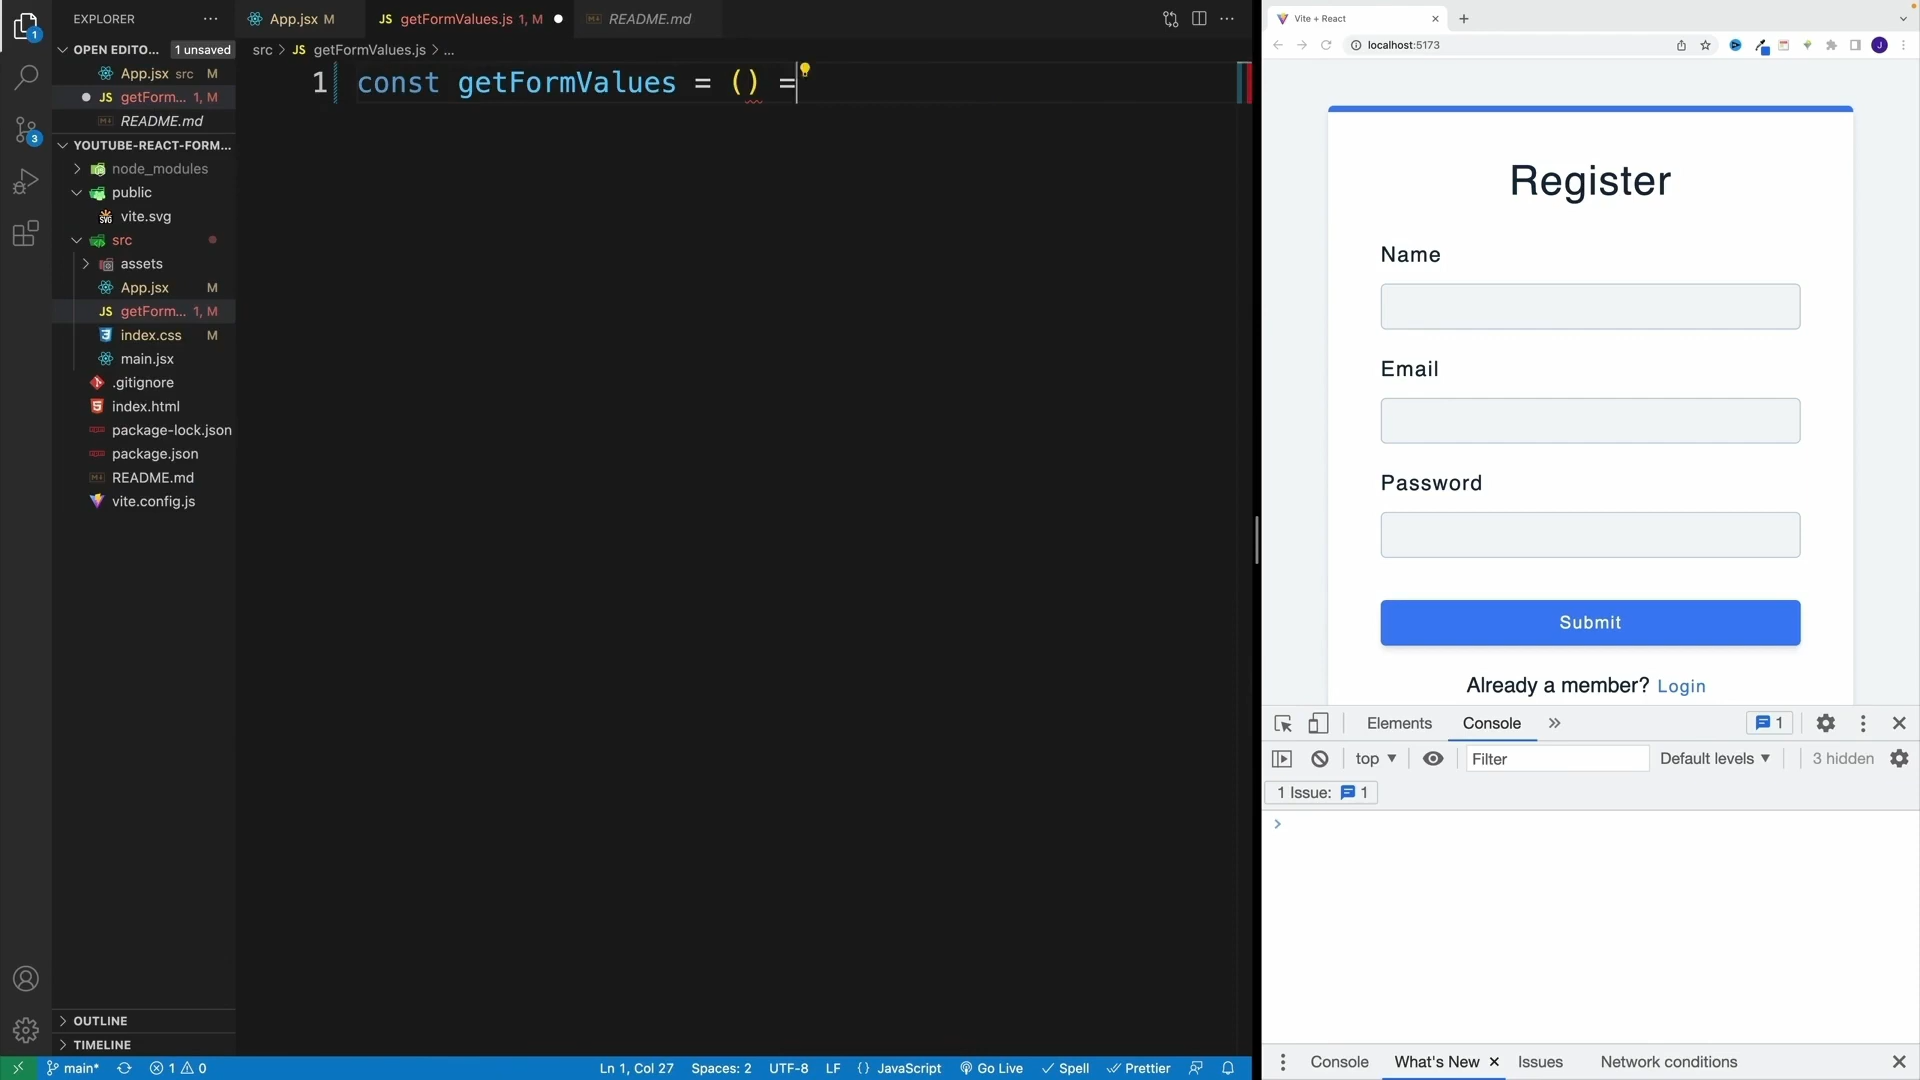 EXPLORER
OPEN EDITO... 1 unsaved
App.jsx src M
getForm... 1, M
README.md
YOUTUBE-REACT-FORM...
node_modules
public
vite.svg
src
assets
App.jsx M
getForm... 1, M
index.css M
main.jsx
.gitignore
index.html
package-lock.json
package.json
README.md
vite.config.js
OUTLINE
TIMELINE
App.jsx M
JS getFormValues.js 1, M
README.md
src > JS getFormValues.js > ...
1 const getFormValues = () =
main* 1 0
Ln 1, Col 27 Spaces: 2 UTF-8 LF {} JavaScript Go Live Spell Prettier
Vite + React
localhost:5173
Register
Name
Email
Password
Submit
Already a member? Login
Elements Console 1
top Filter Default levels 3 hidden
1 Issue: 1
Console What's New Issues Network conditions